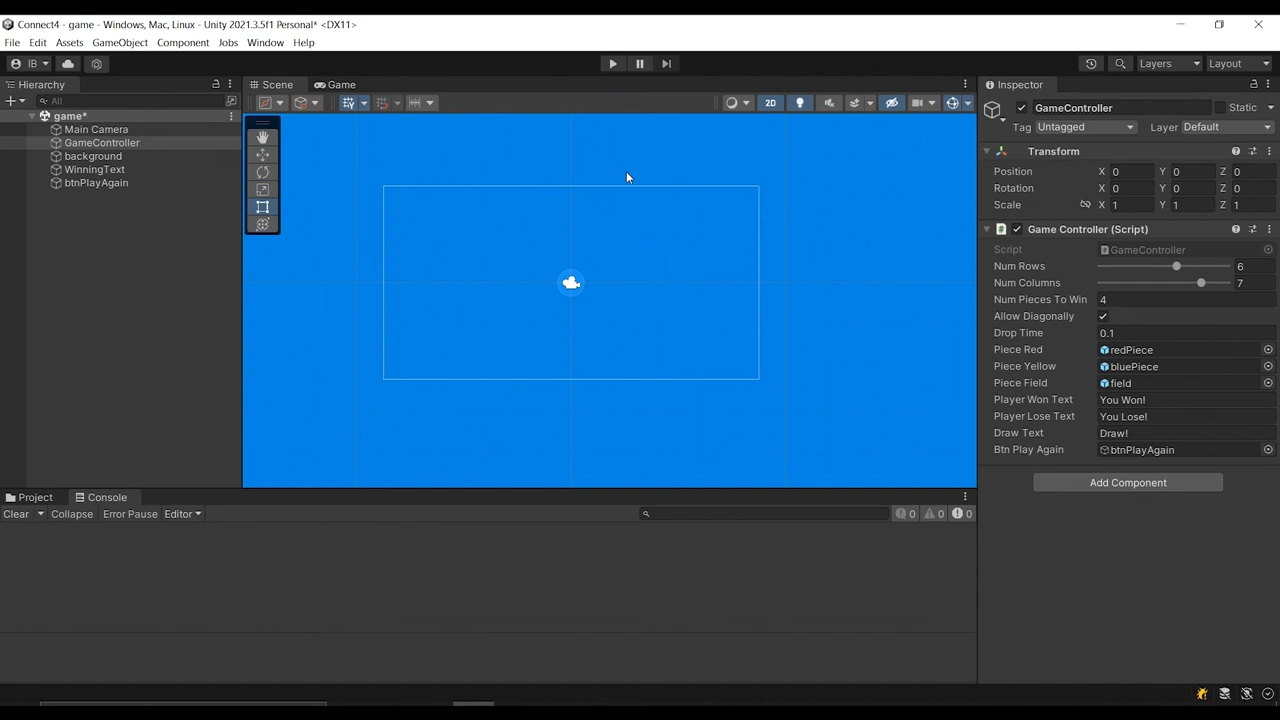 Connect4 - game - Windows, Mac, Linux - Unity 2021.3.5f1 Personal* <DX11>
File Edit Assets GameObject Component Jobs Window Help
IB Layers Layout
Hierarchy Scene Game Inspector
All
game*
Main Camera
GameController
background
WinningText
btnPlayAgain
2D
GameController Static
Tag Untagged Layer Default
Transform
Position X 0 Y 0 Z 0
Rotation X 0 Y 0 Z 0
Scale X 1 Y 1 Z 1
Game Controller (Script)
Script GameController
Num Rows 6
Num Columns 7
Num Pieces To Win 4
Allow Diagonally
Drop Time 0.1
Piece Red redPiece
Piece Yellow bluePiece
Piece Field field
Player Won Text You Won!
Player Lose Text You Lose!
Draw Text Draw!
Btn Play Again btnPlayAgain
Add Component
Project Console
Clear Collapse Error Pause Editor 0 0 0